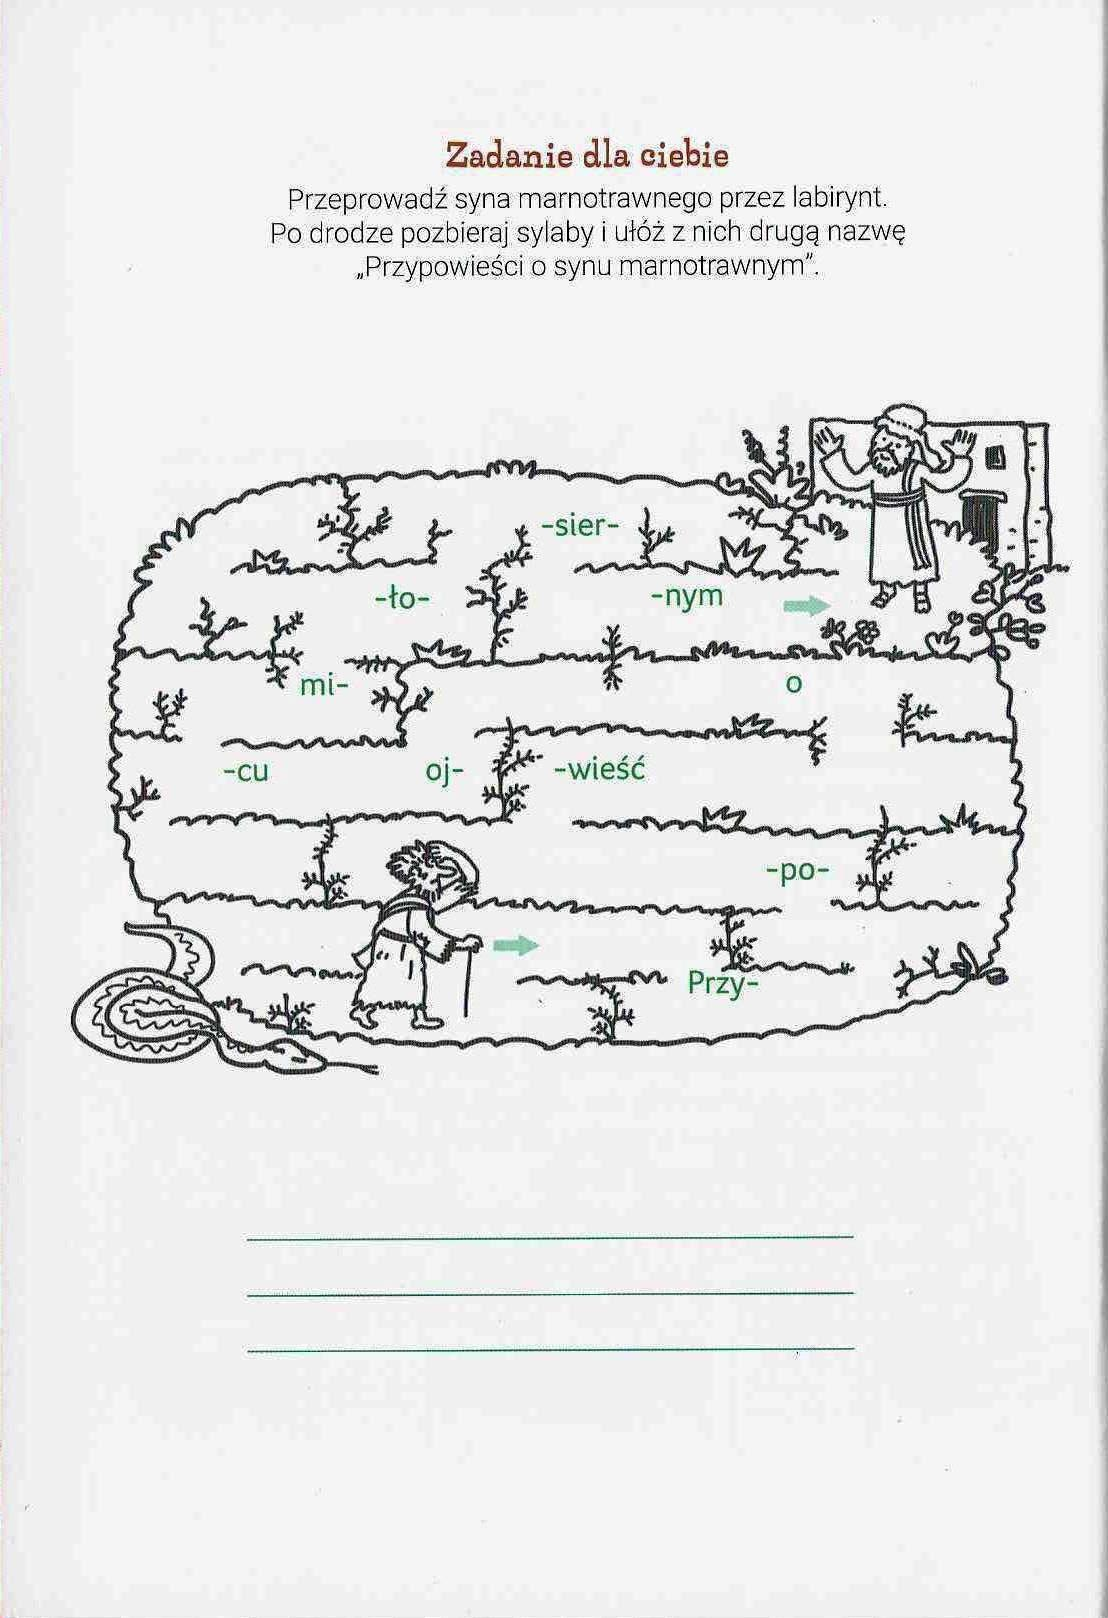 Zadanie dla ciebie
Przeprowadź syna marnotrawnego przez labirynt.
Po drodze pozbieraj sylaby i ułóż z nich drugą nazwę
„Przypowieści o synu marnotrawnym”.
-sier-
-ło-
-nym
mi-
o
-cu
oj-
-wieść
-po-
Przy-